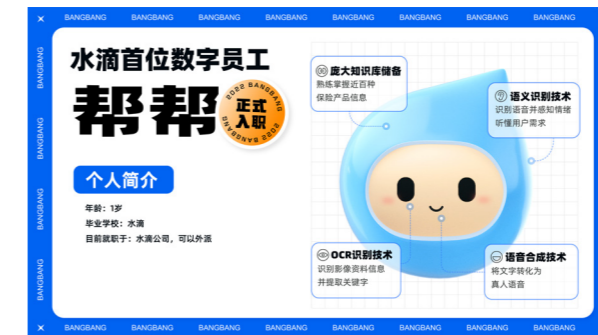 BANGBANG BANGBANG BANGBANG BANGBANG BANGBANG BANGBANG BANGBANG BANGBANG
BANGBANG
BANGBANG
BANGBANG
BANGBANG
水滴首位数字员工
帮帮
2022 BANGBANG
正式
入职
2022 BANGBANG
个人简介
年龄：1岁
毕业学校：水滴
目前就职于：水滴公司，可以外派
庞大知识库储备
熟练掌握近百种
保险产品信息
语义识别技术
识别语音并感知情绪
听懂用户需求
OCR识别技术
识别影像资料信息
并提取关键字
语音合成技术
将文字转化为
真人语音
BANGBANG BANGBANG BANGBANG BANGBANG BANGBANG BANGBANG BANGBANG BANGBANG